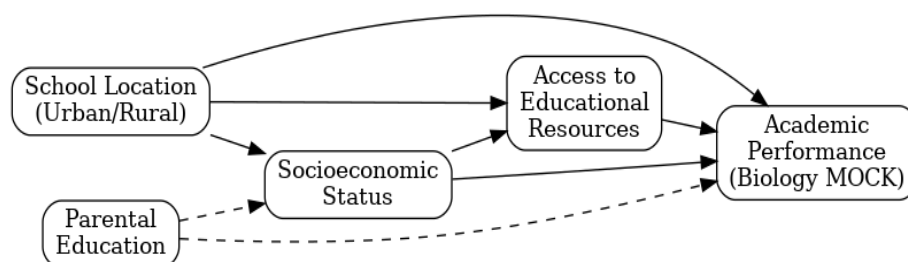 School Location
(Urban/Rural)
Access to
Educational
Resources
Academic
Performance
(Biology MOCK)
Socioeconomic
Status
Parental
Education